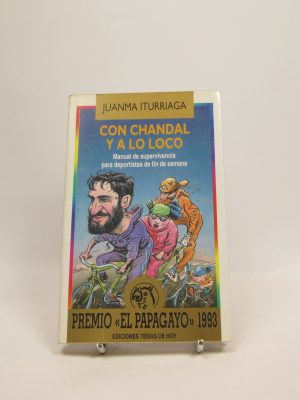 JUANMA ITURRIAGA
CON CHANDAL
Y A LO LOCO
Manual de supervivencia
para deportistas de fin de semana
PREMIO «EL PAPAGAYO» 1993
EDICIONES TEMAS DE HOY